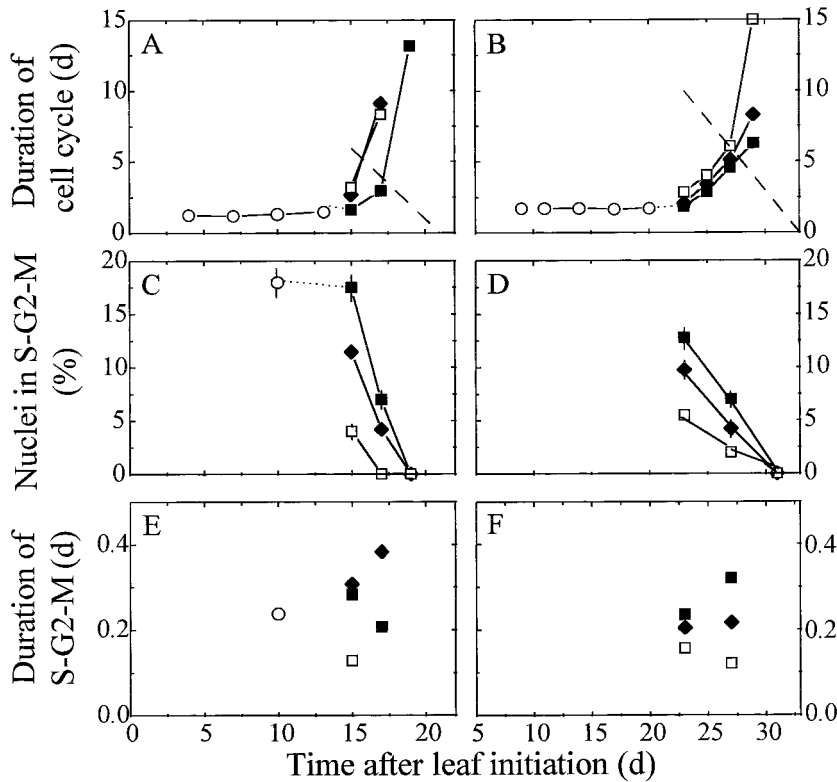 15
A
B
15
Duration of
cell cycle (d)
10
10
5
5
0
0
20
C
D
20
Nuclei in S-G2-M
(%)
15
15
10
10
5
5
0
0
E
F
Duration of
S-G2-M (d)
0.4
0.4
0.2
0.2
0.0
0.0
0 5 10 15 20 5 10 15 20 25 30
Time after leaf initiation (d)